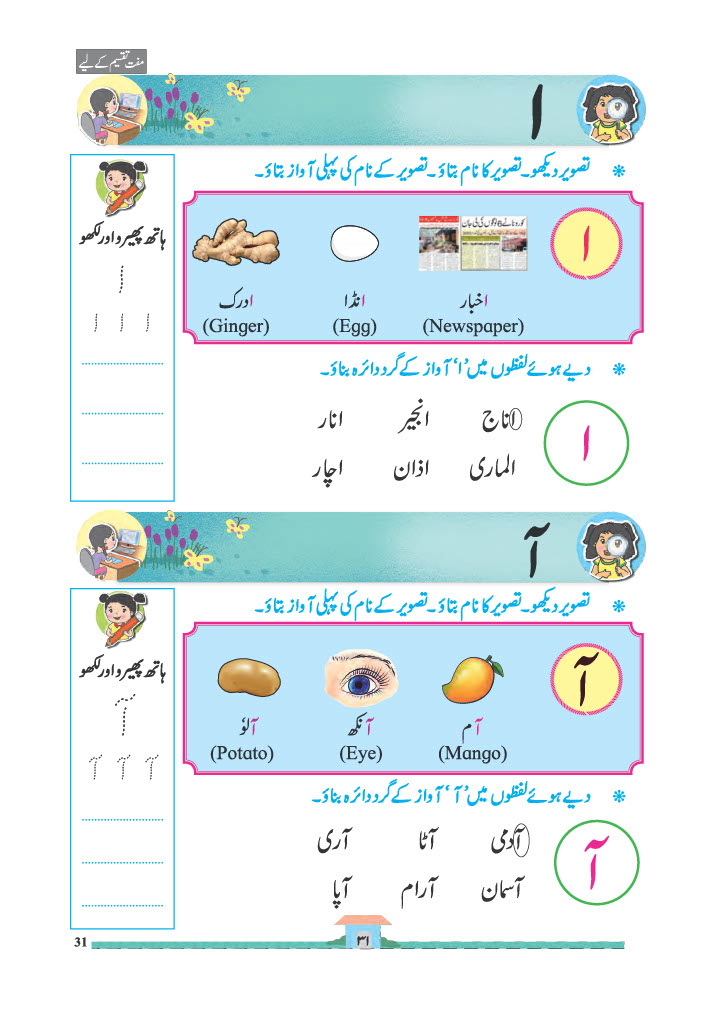 مفت تقسیم کے لیے
ا
تصویر دیکھو۔ تصویر کا نام بتاؤ۔ تصویر کے نام کی پہلی آواز بتاؤ۔
ا
اخبار انڈا ادرک
(Newspaper) (Egg) (Ginger)
ہاتھ پھیرو اور لکھو
ا
ا ا ا
دیے ہوئے لفظوں میں 'ا' آواز کے گرد دائرہ بناؤ۔
ا
اناج انجیر انار
الماری اذان اچار
آ
تصویر دیکھو۔ تصویر کا نام بتاؤ۔ تصویر کے نام کی پہلی آواز بتاؤ۔
آ
آم آنکھ آلؤ
(Mango) (Eye) (Potato)
ہاتھ پھیرو اور لکھو
آ
آ آ آ
دیے ہوئے لفظوں میں 'آ' آواز کے گرد دائرہ بناؤ۔
آ
آدمی آٹا آری
آسمان آرام آپا
31
۳۱